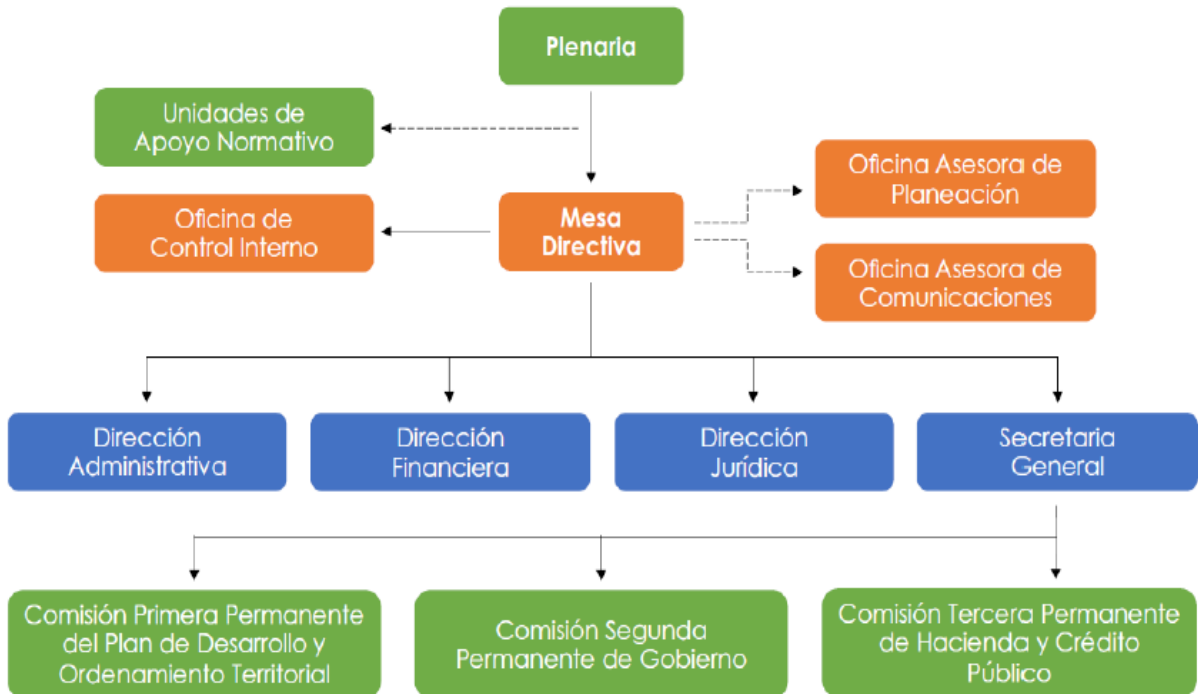 Plenaria
Unidades de
Apoyo Normativo
Oficina Asesora de
Planeación
Oficina de
Control Interno
Mesa
Directiva
Oficina Asesora de
Comunicaciones
Dirección
Administrativa
Dirección
Financiera
Dirección
Jurídica
Secretaria
General
Comisión Primera Permanente
del Plan de Desarrollo y
Ordenamiento Territorial
Comisión Segunda
Permanente de Gobierno
Comisión Tercera Permanente
de Hacienda y Crédito
Público